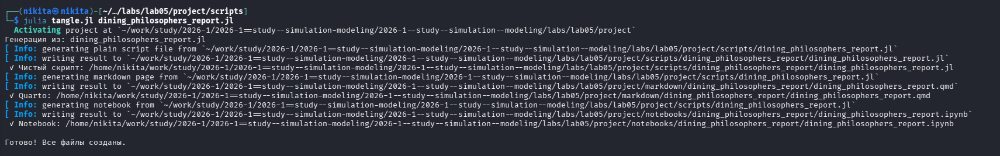 ┌──(nikita㉿nikita)-[~/…/labs/lab05/project/scripts]
└─$ julia tangle.jl dining_philosophers_report.jl
  Activating project at `~/work/study/2026-1/2026-1==study--simulation-modeling/2026-1--study--simulation--modeling/labs/lab05/project`
Генерация из: dining_philosophers_report.jl
[ Info: generating plain script file from `~/work/study/2026-1/2026-1==study--simulation-modeling/2026-1--study--simulation--modeling/labs/lab05/project/scripts/dining_philosophers_report.jl`
[ Info: writing result to `~/work/study/2026-1/2026-1==study--simulation-modeling/2026-1--study--simulation--modeling/labs/lab05/project/scripts/dining_philosophers_report/dining_philosophers_report.jl`
 ✓ Чистый скрипт: /home/nikita/work/study/2026-1/2026-1==study--simulation-modeling/2026-1--study--simulation--modeling/labs/lab05/project/scripts/dining_philosophers_report/dining_philosophers_report.jl
[ Info: generating markdown page from `~/work/study/2026-1/2026-1==study--simulation-modeling/2026-1--study--simulation--modeling/labs/lab05/project/scripts/dining_philosophers_report.jl`
[ Info: writing result to `~/work/study/2026-1/2026-1==study--simulation-modeling/2026-1--study--simulation--modeling/labs/lab05/project/markdown/dining_philosophers_report/dining_philosophers_report.qmd`
 ✓ Quarto: /home/nikita/work/study/2026-1/2026-1==study--simulation-modeling/2026-1--study--simulation--modeling/labs/lab05/project/markdown/dining_philosophers_report/dining_philosophers_report.qmd
[ Info: generating notebook from `~/work/study/2026-1/2026-1==study--simulation-modeling/2026-1--study--simulation--modeling/labs/lab05/project/scripts/dining_philosophers_report.jl`
[ Info: writing result to `~/work/study/2026-1/2026-1==study--simulation-modeling/2026-1--study--simulation--modeling/labs/lab05/project/notebooks/dining_philosophers_report/dining_philosophers_report.ipynb`
 ✓ Notebook: /home/nikita/work/study/2026-1/2026-1==study--simulation-modeling/2026-1--study--simulation--modeling/labs/lab05/project/notebooks/dining_philosophers_report/dining_philosophers_report.ipynb
Готово! Все файлы созданы.